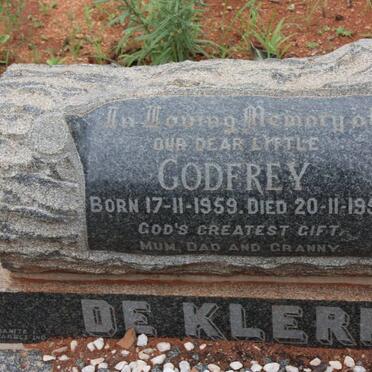 In Loving Memory of
OUR DEAR LITTLE
GODFREY
BORN 17-11-1959. DIED 20-11-195
GOD'S GREATEST GIFT,
MUM, DAD AND GRANNY.
DE KLER